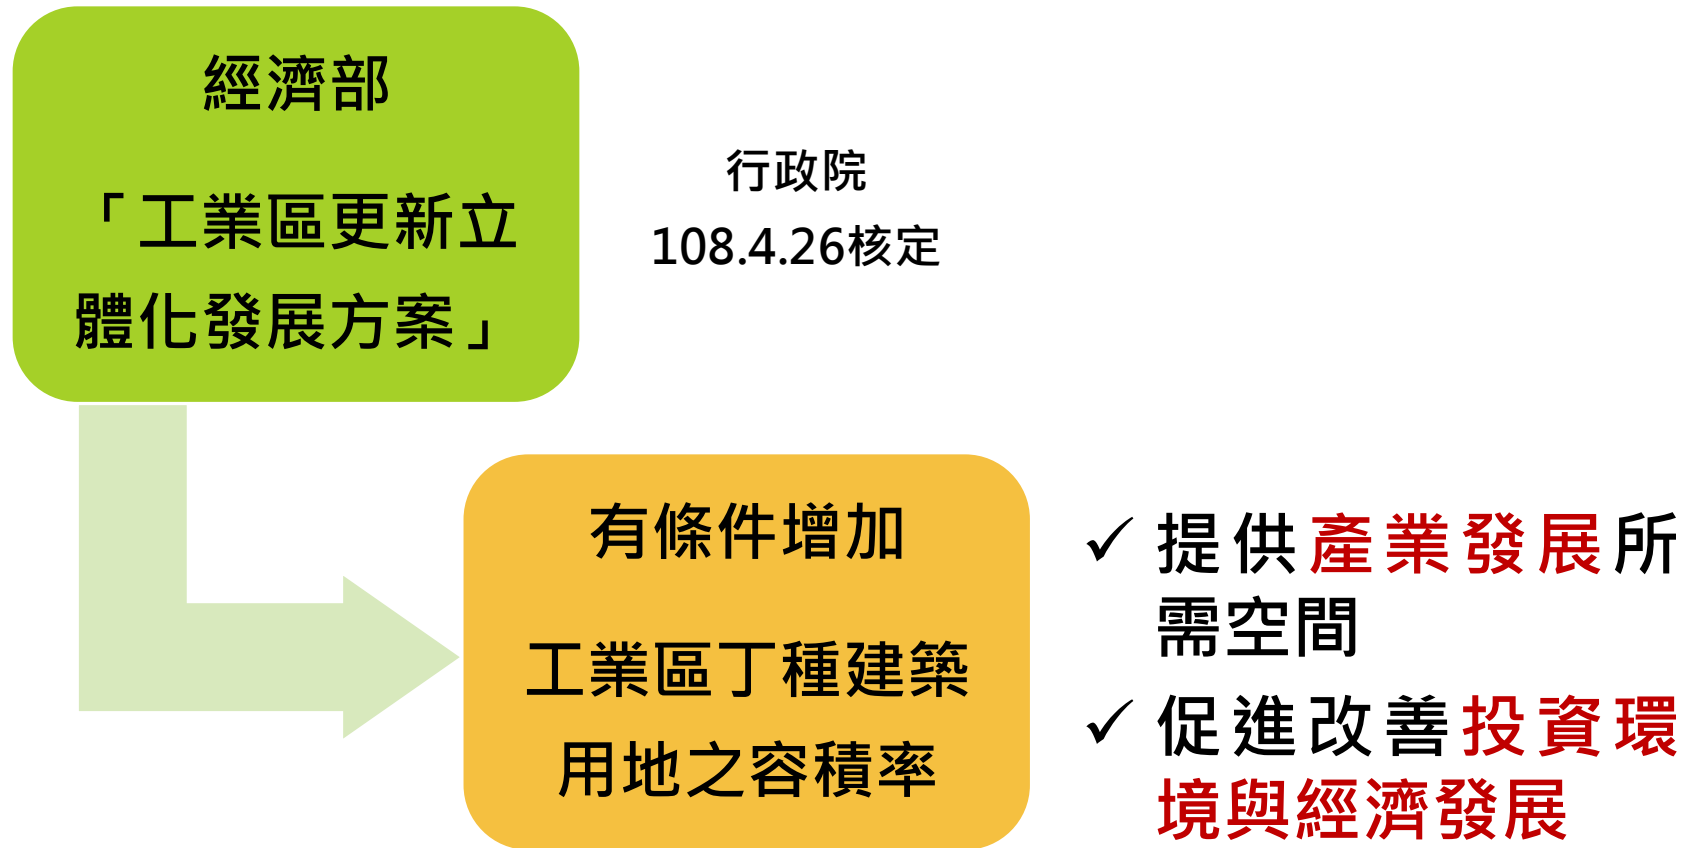 經濟部
「工業區更新立
體化發展方案」
行政院
108.4.26核定
有條件增加
工業區丁種建築
用地之容積率
✓ 提供產業發展所
需空間
✓ 促進改善投資環
境與經濟發展